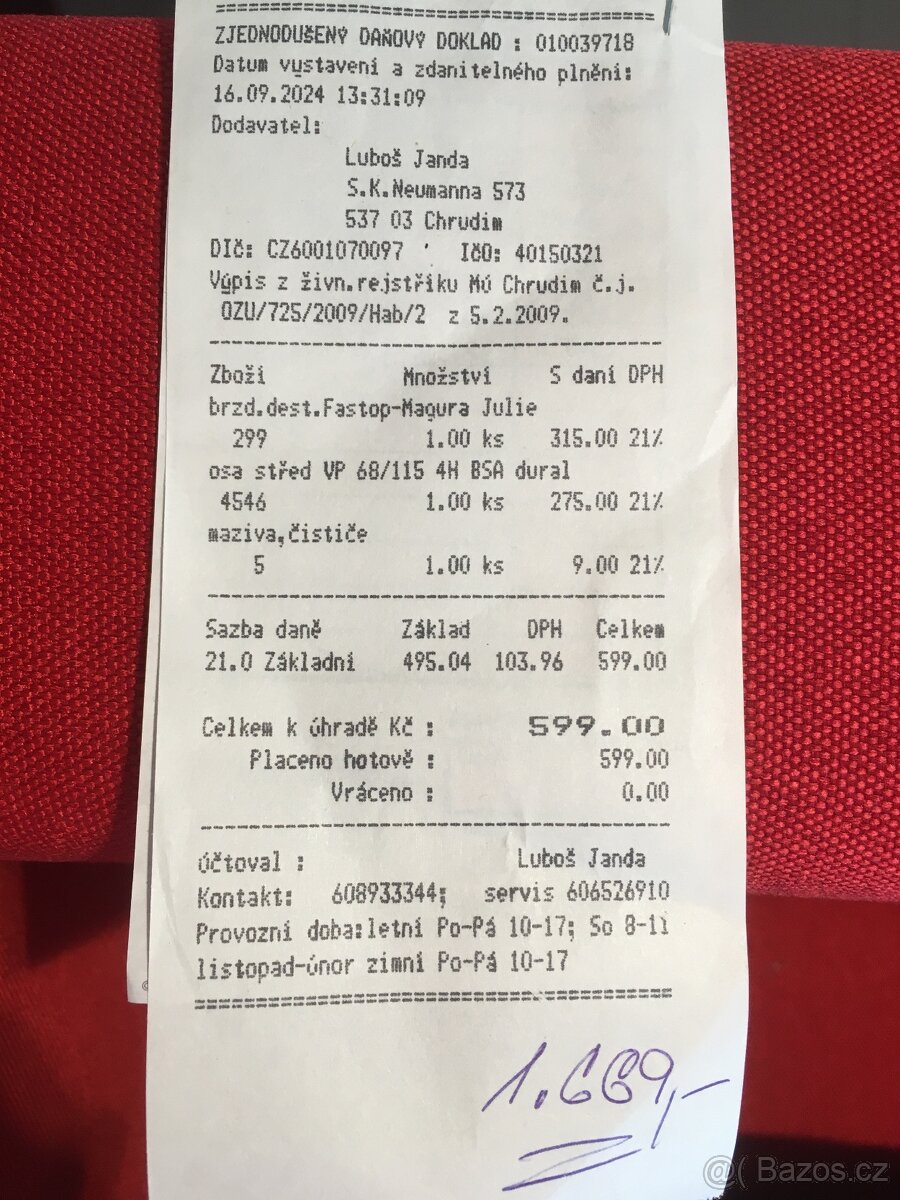 ZJEDNODUŠENÝ DAŇOVÝ DOKLAD : 010039718
Datum vystavení a zdanitelného plnění:
16.09.2024 13:31:09
Dodavatel:
Luboš Janda
S.K.Neumanna 573
537 03 Chrudim
DIČ: CZ6001070097 IČO: 40150321
Výpis z živn.rejstříku MÚ Chrudim č.j.
OZU/725/2009/Hab/2 z 5.2.2009.
Zboží Množství S daní DPH
brzd.dest.Fastop-Magura Julie
299 1.00 ks 315.00 21%
osa střed VP 68/115 4H BSA dural
4546 1.00 ks 275.00 21%
maziva,čističe
5 1.00 ks 9.00 21%
Sazba daně Základ DPH Celkem
21.0 Základní 495.04 103.96 599.00
Celkem k úhradě Kč : 599.00
Placeno hotově : 599.00
Vráceno : 0.00
Účtoval : Luboš Janda
Kontakt: 608933344; servis 606526910
Provozní doba:letní Po-Pá 10-17; So 8-11
listopad-únor zimní Po-Pá 10-17
1.669,-
@( Bazos.cz